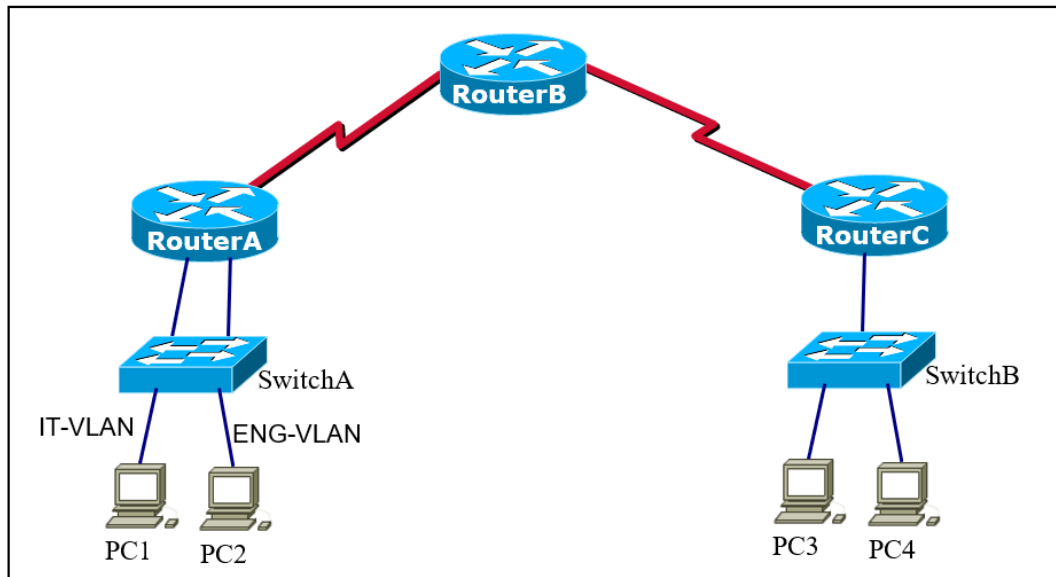 RouterB
RouterA
RouterC
SwitchA
SwitchB
IT-VLAN
ENG-VLAN
PC1
PC2
PC3
PC4